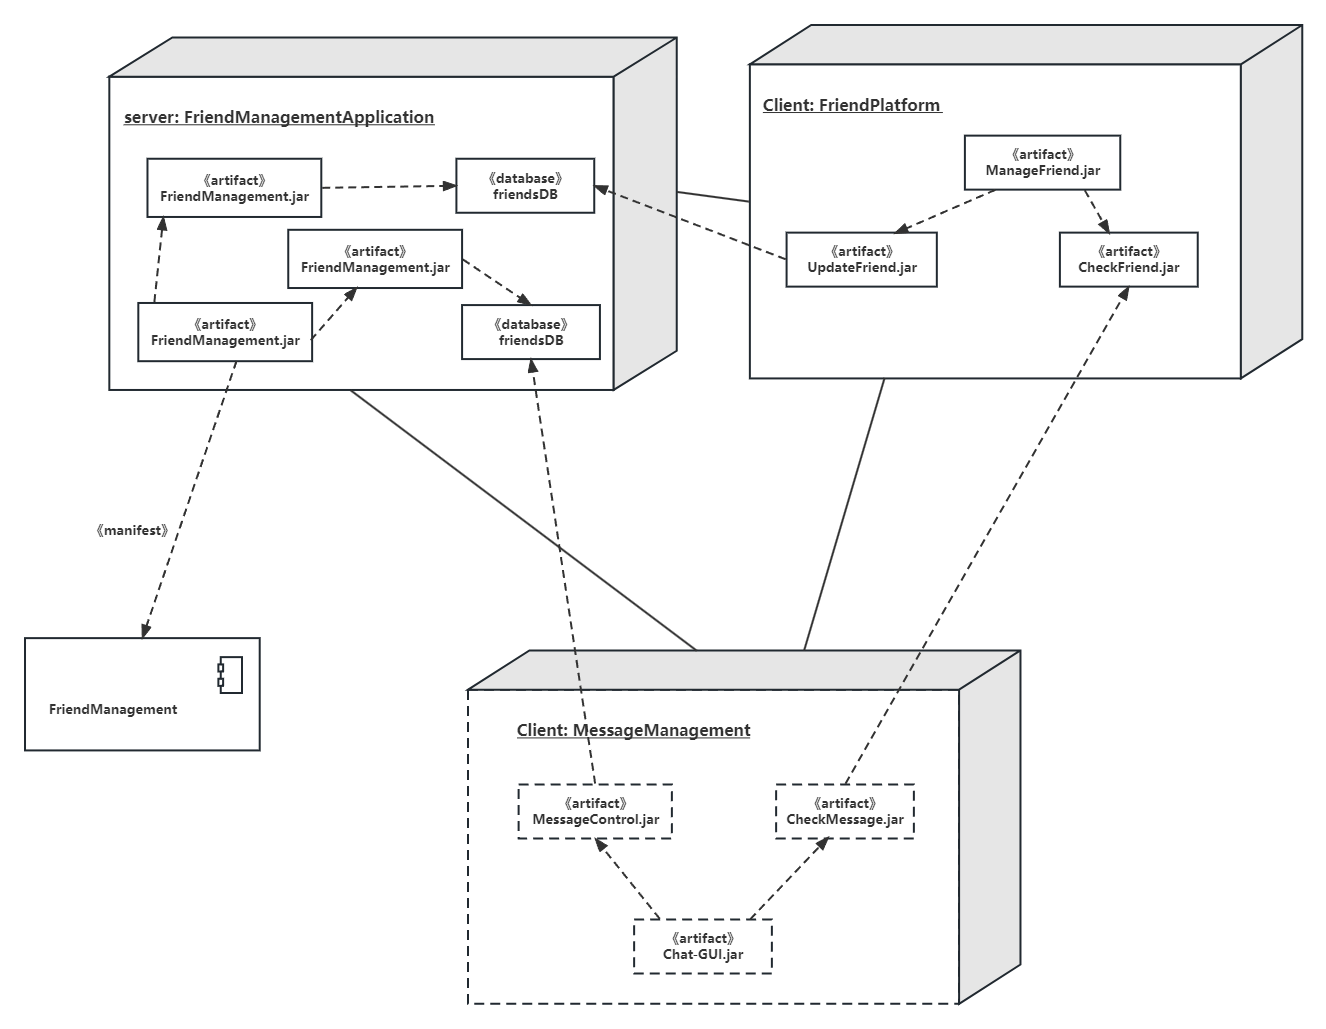 server: FriendManagementApplication
《artifact》
FriendManagement.jar
《database》
friendsDB
《artifact》
FriendManagement.jar
《artifact》
FriendManagement.jar
《database》
friendsDB
Client: FriendPlatform
《artifact》
ManageFriend.jar
《artifact》
UpdateFriend.jar
《artifact》
CheckFriend.jar
《manifest》
FriendManagement
Client: MessageManagement
《artifact》
MessageControl.jar
《artifact》
CheckMessage.jar
《artifact》
Chat-GUI.jar